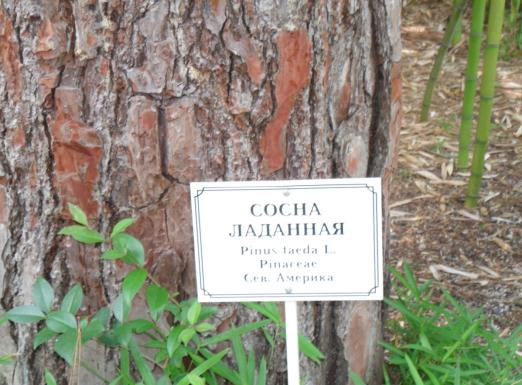 СОСНА
ЛАДАННАЯ
Pinus taeda L.
Pinaceae
Сев. Америка